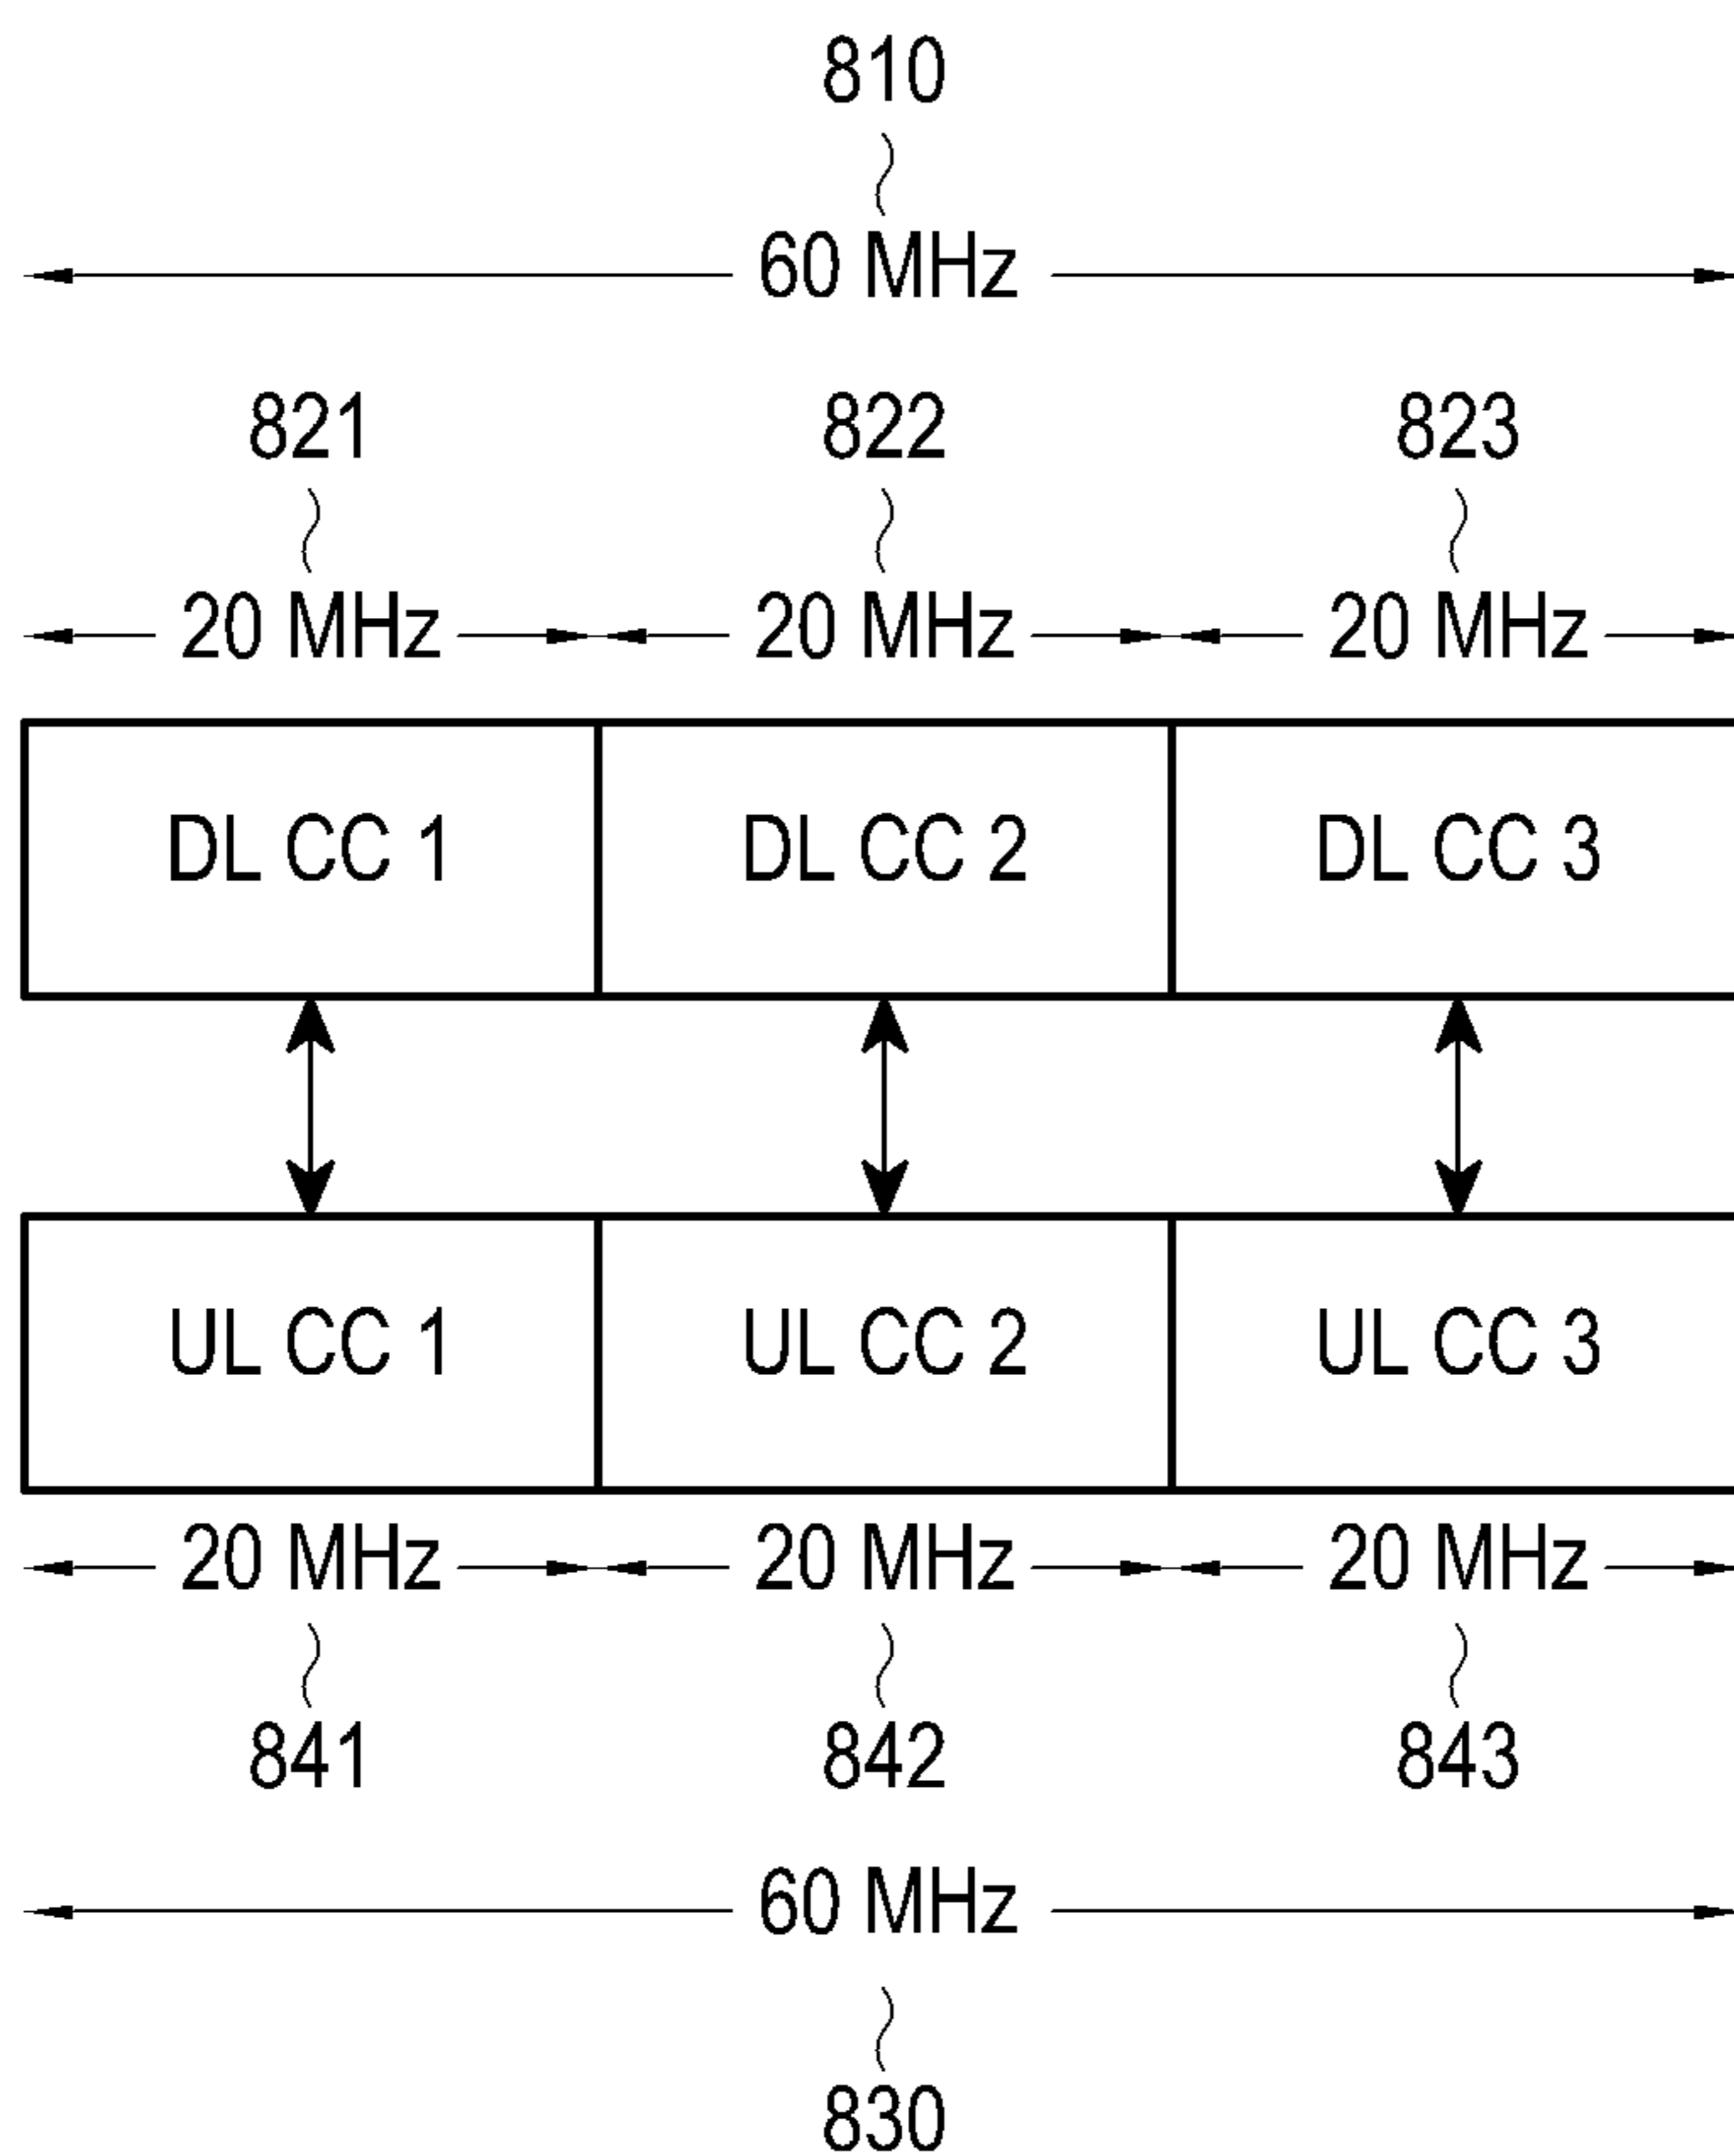 810
60 MHz
821 822 823
20 MHz 20 MHz 20 MHz
DL CC 1 DL CC 2 DL CC 3
UL CC 1 UL CC 2 UL CC 3
20 MHz 20 MHz 20 MHz
841 842 843
60 MHz
830